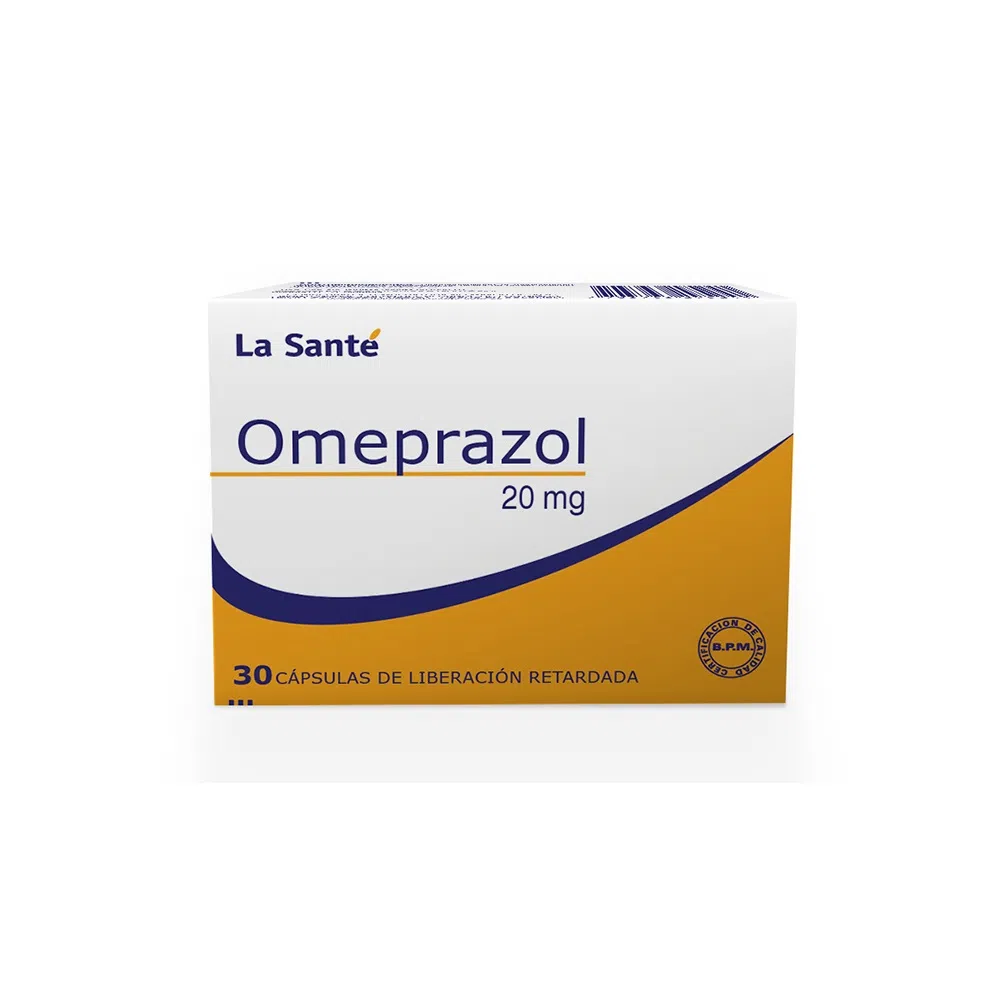 La Santé
Omeprazol
20 mg
30 CÁPSULAS DE LIBERACIÓN RETARDADA
CERTIFICACION DE CALIDAD
B.P.M.